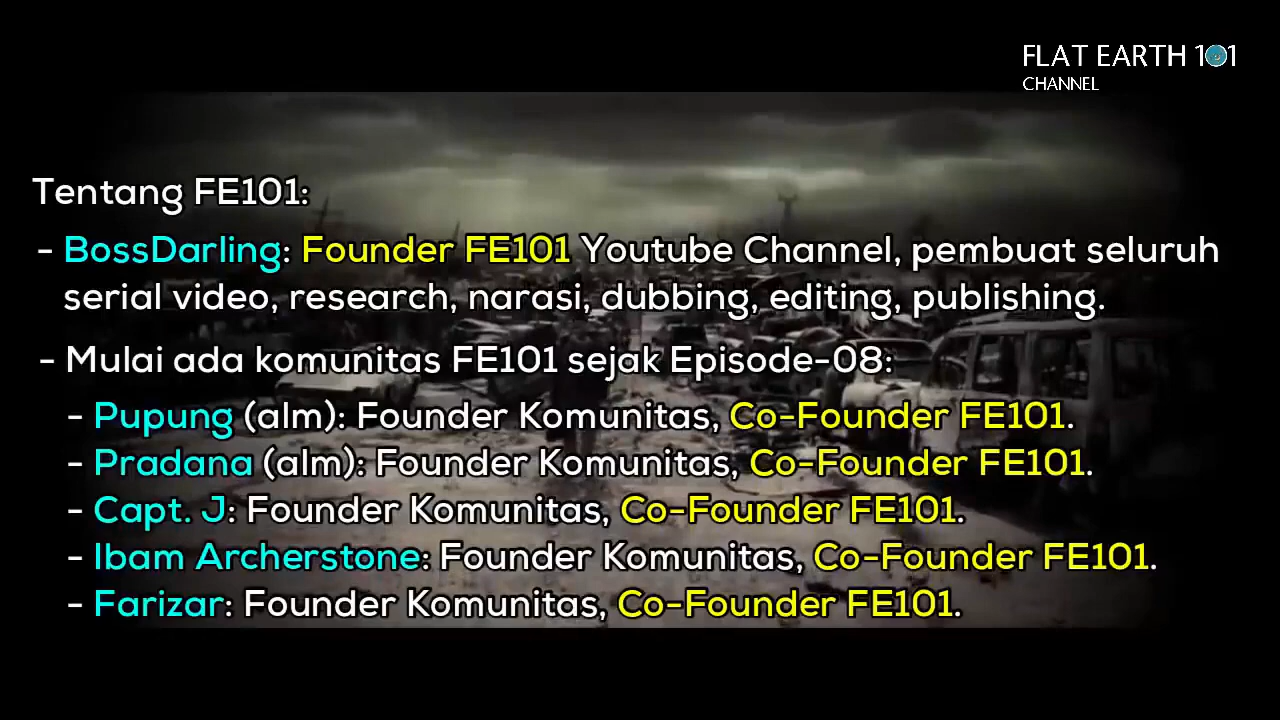 FLAT EARTH 101
CHANNEL
Tentang FE101:
- BossDarling: Founder FE101 Youtube Channel, pembuat seluruh
serial video, research, narasi, dubbing, editing, publishing.
- Mulai ada komunitas FE101 sejak Episode-08:
- Pupung (alm): Founder Komunitas, Co-Founder FE101.
- Pradana (alm): Founder Komunitas, Co-Founder FE101.
- Capt. J: Founder Komunitas, Co-Founder FE101.
- Ibam Archerstone: Founder Komunitas, Co-Founder FE101.
- Farizar: Founder Komunitas, Co-Founder FE101.